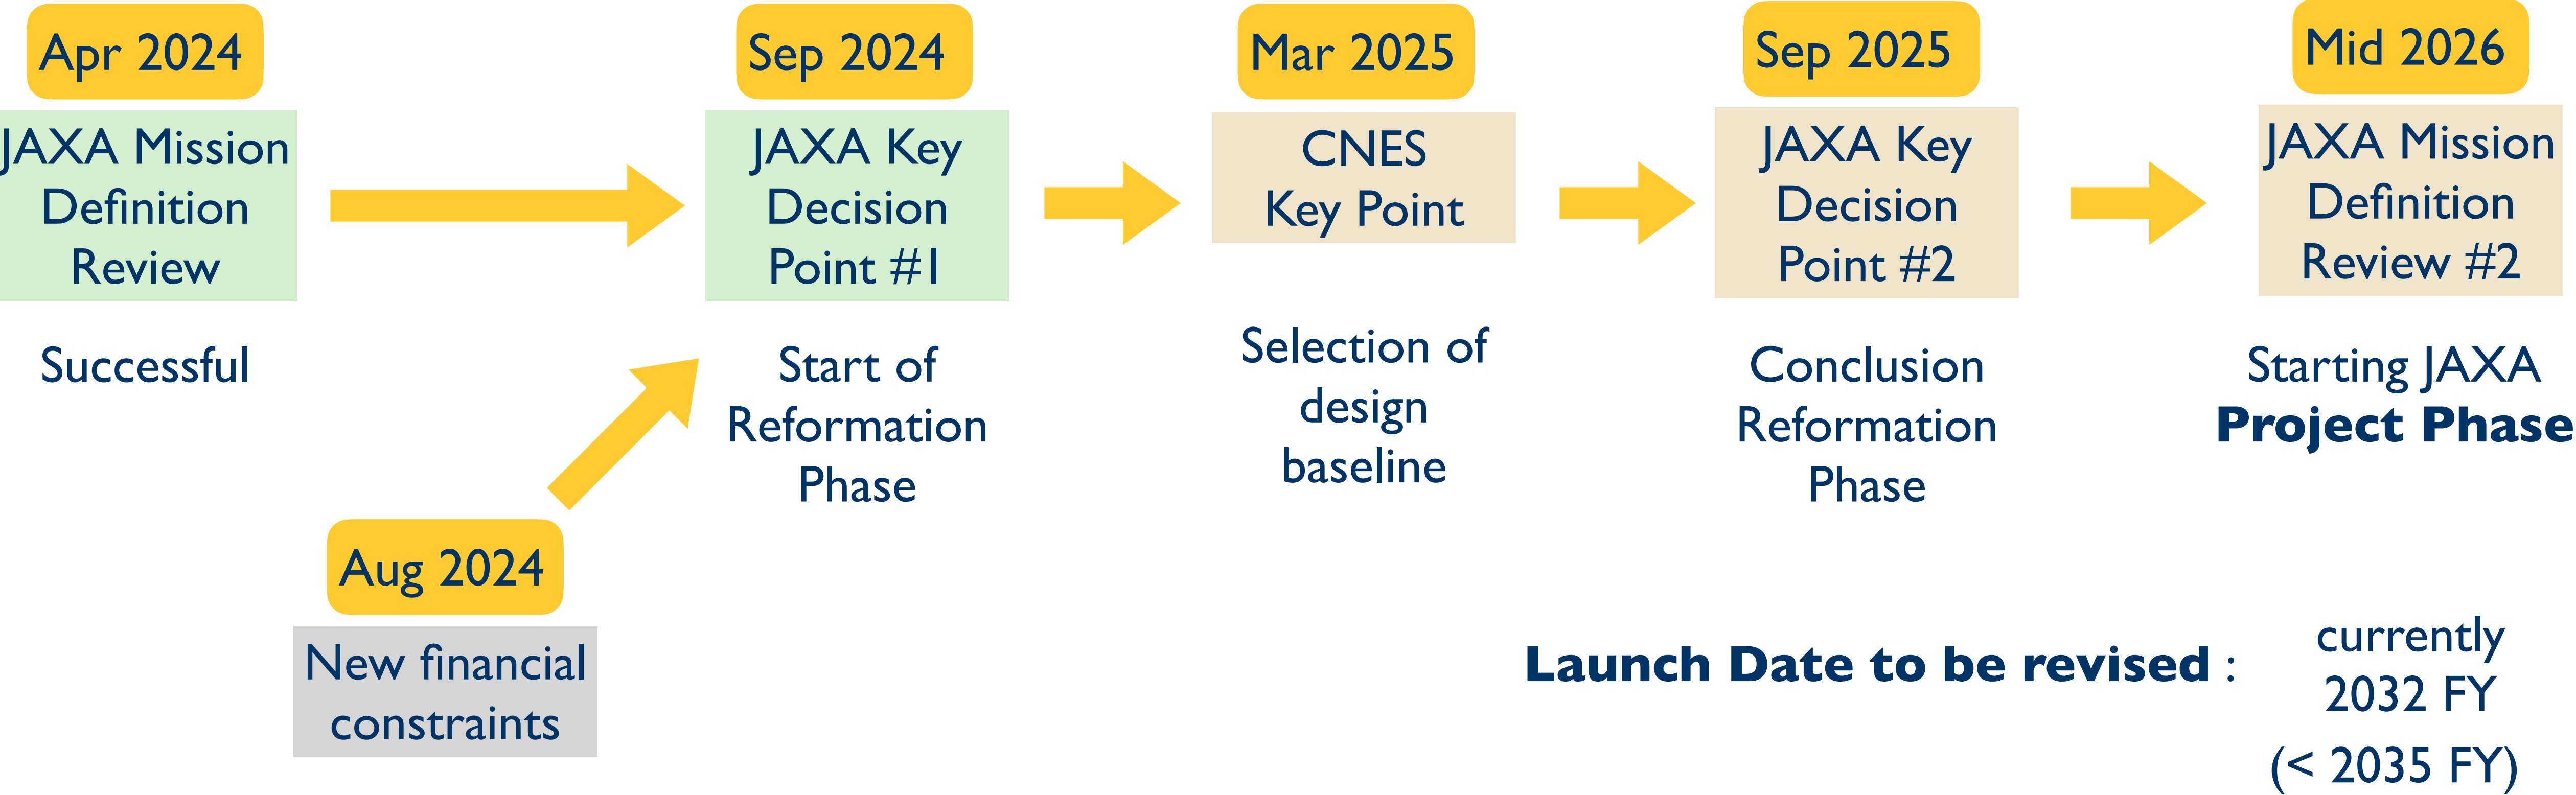 Apr 2024
JAXA Mission
Definition
Review
Successful
Aug 2024
New financial
constraints
Sep 2024
JAXA Key
Decision
Point #1
Start of
Reformation
Phase
Mar 2025
CNES
Key Point
Selection of
design
baseline
Sep 2025
JAXA Key
Decision
Point #2
Conclusion
Reformation
Phase
Mid 2026
JAXA Mission
Definition
Review #2
Starting JAXA
Project Phase
Launch Date to be revised :
currently
2032 FY
(< 2035 FY)